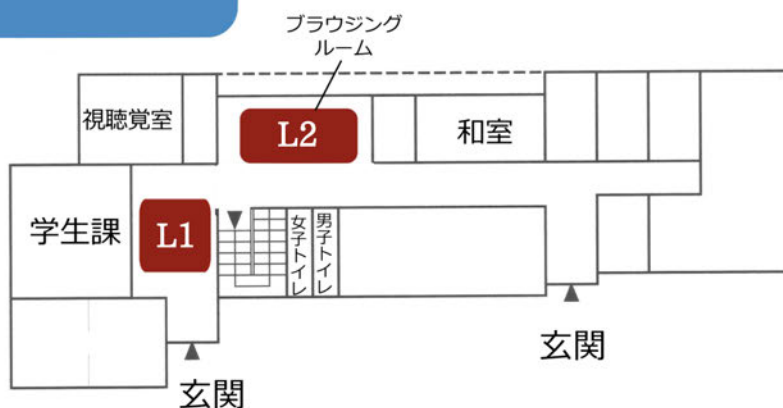 ブラウジング
ルーム
視聴覚室
L2
和室
学生課
L1
女子トイレ
男子トイレ
玄関
玄関